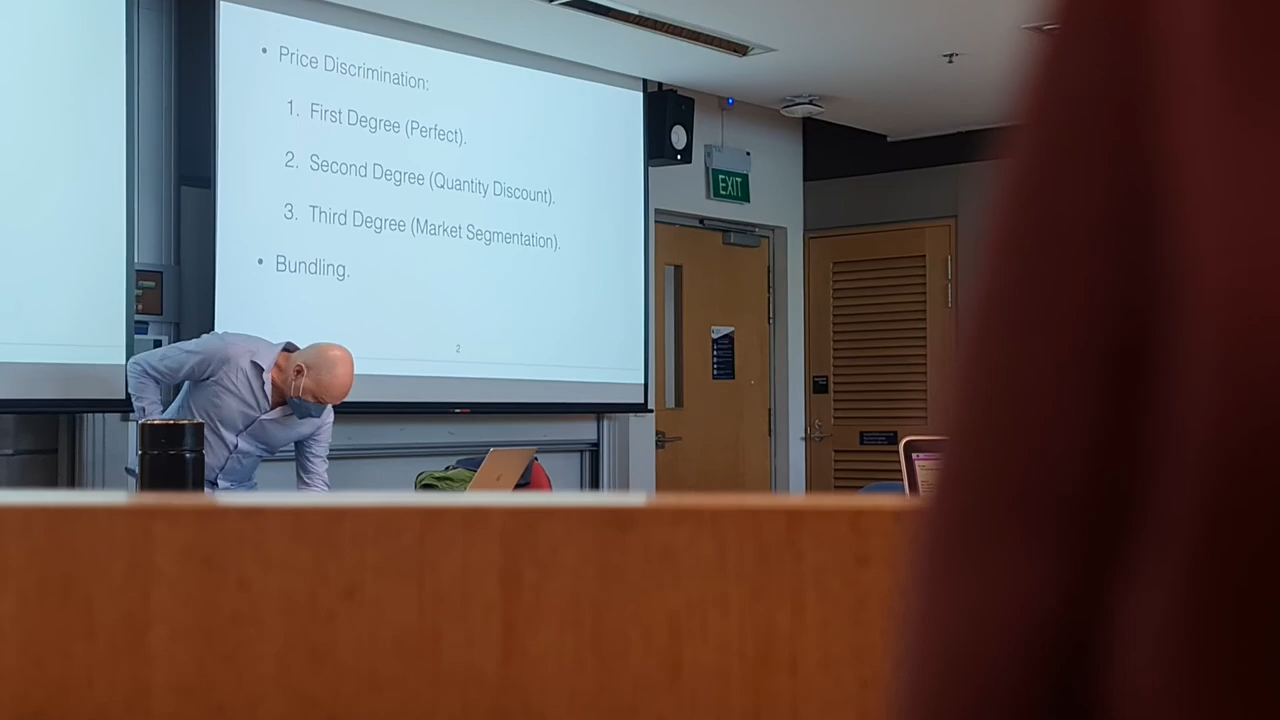 • Price Discrimination:
1. First Degree (Perfect).
2. Second Degree (Quantity Discount).
3. Third Degree (Market Segmentation).
• Bundling.
2
EXIT